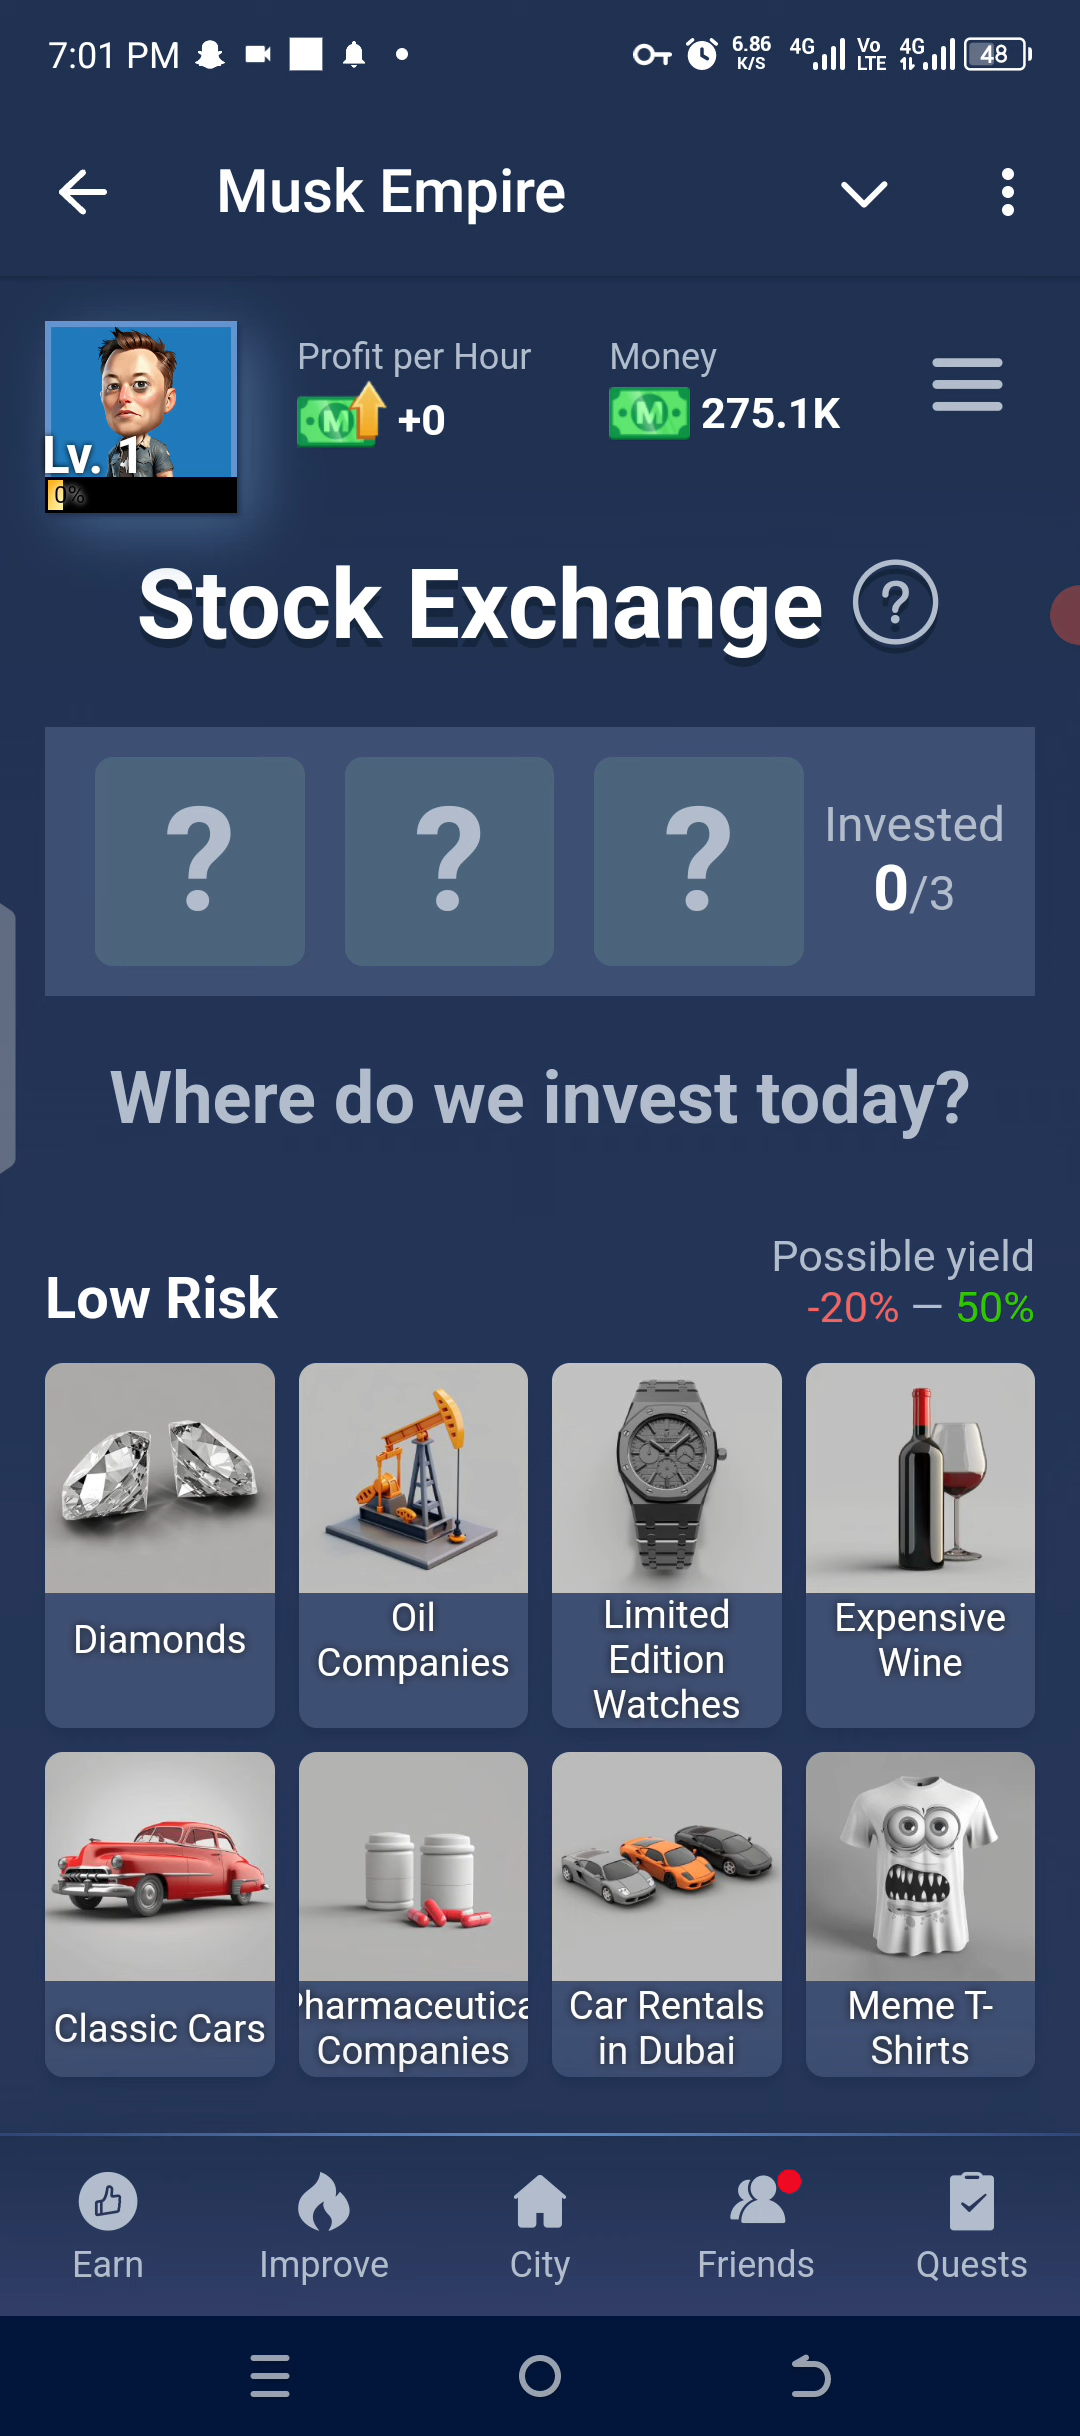 7:01 PM
6.86
K/S
4G
Vo
LTE
4G
48
Musk Empire
Profit per Hour
Money
M
+0
M
275.1K
Lv. 1
0%
Stock Exchange ?
? ? ?
Invested
0/3
Where do we invest today?
Possible yield
Low Risk
-20% — 50%
Diamonds
Oil
Companies
Limited
Edition
Watches
Expensive
Wine
Classic Cars
Pharmaceutica
Companies
Car Rentals
in Dubai
Meme T-
Shirts
Earn
Improve
City
Friends
Quests